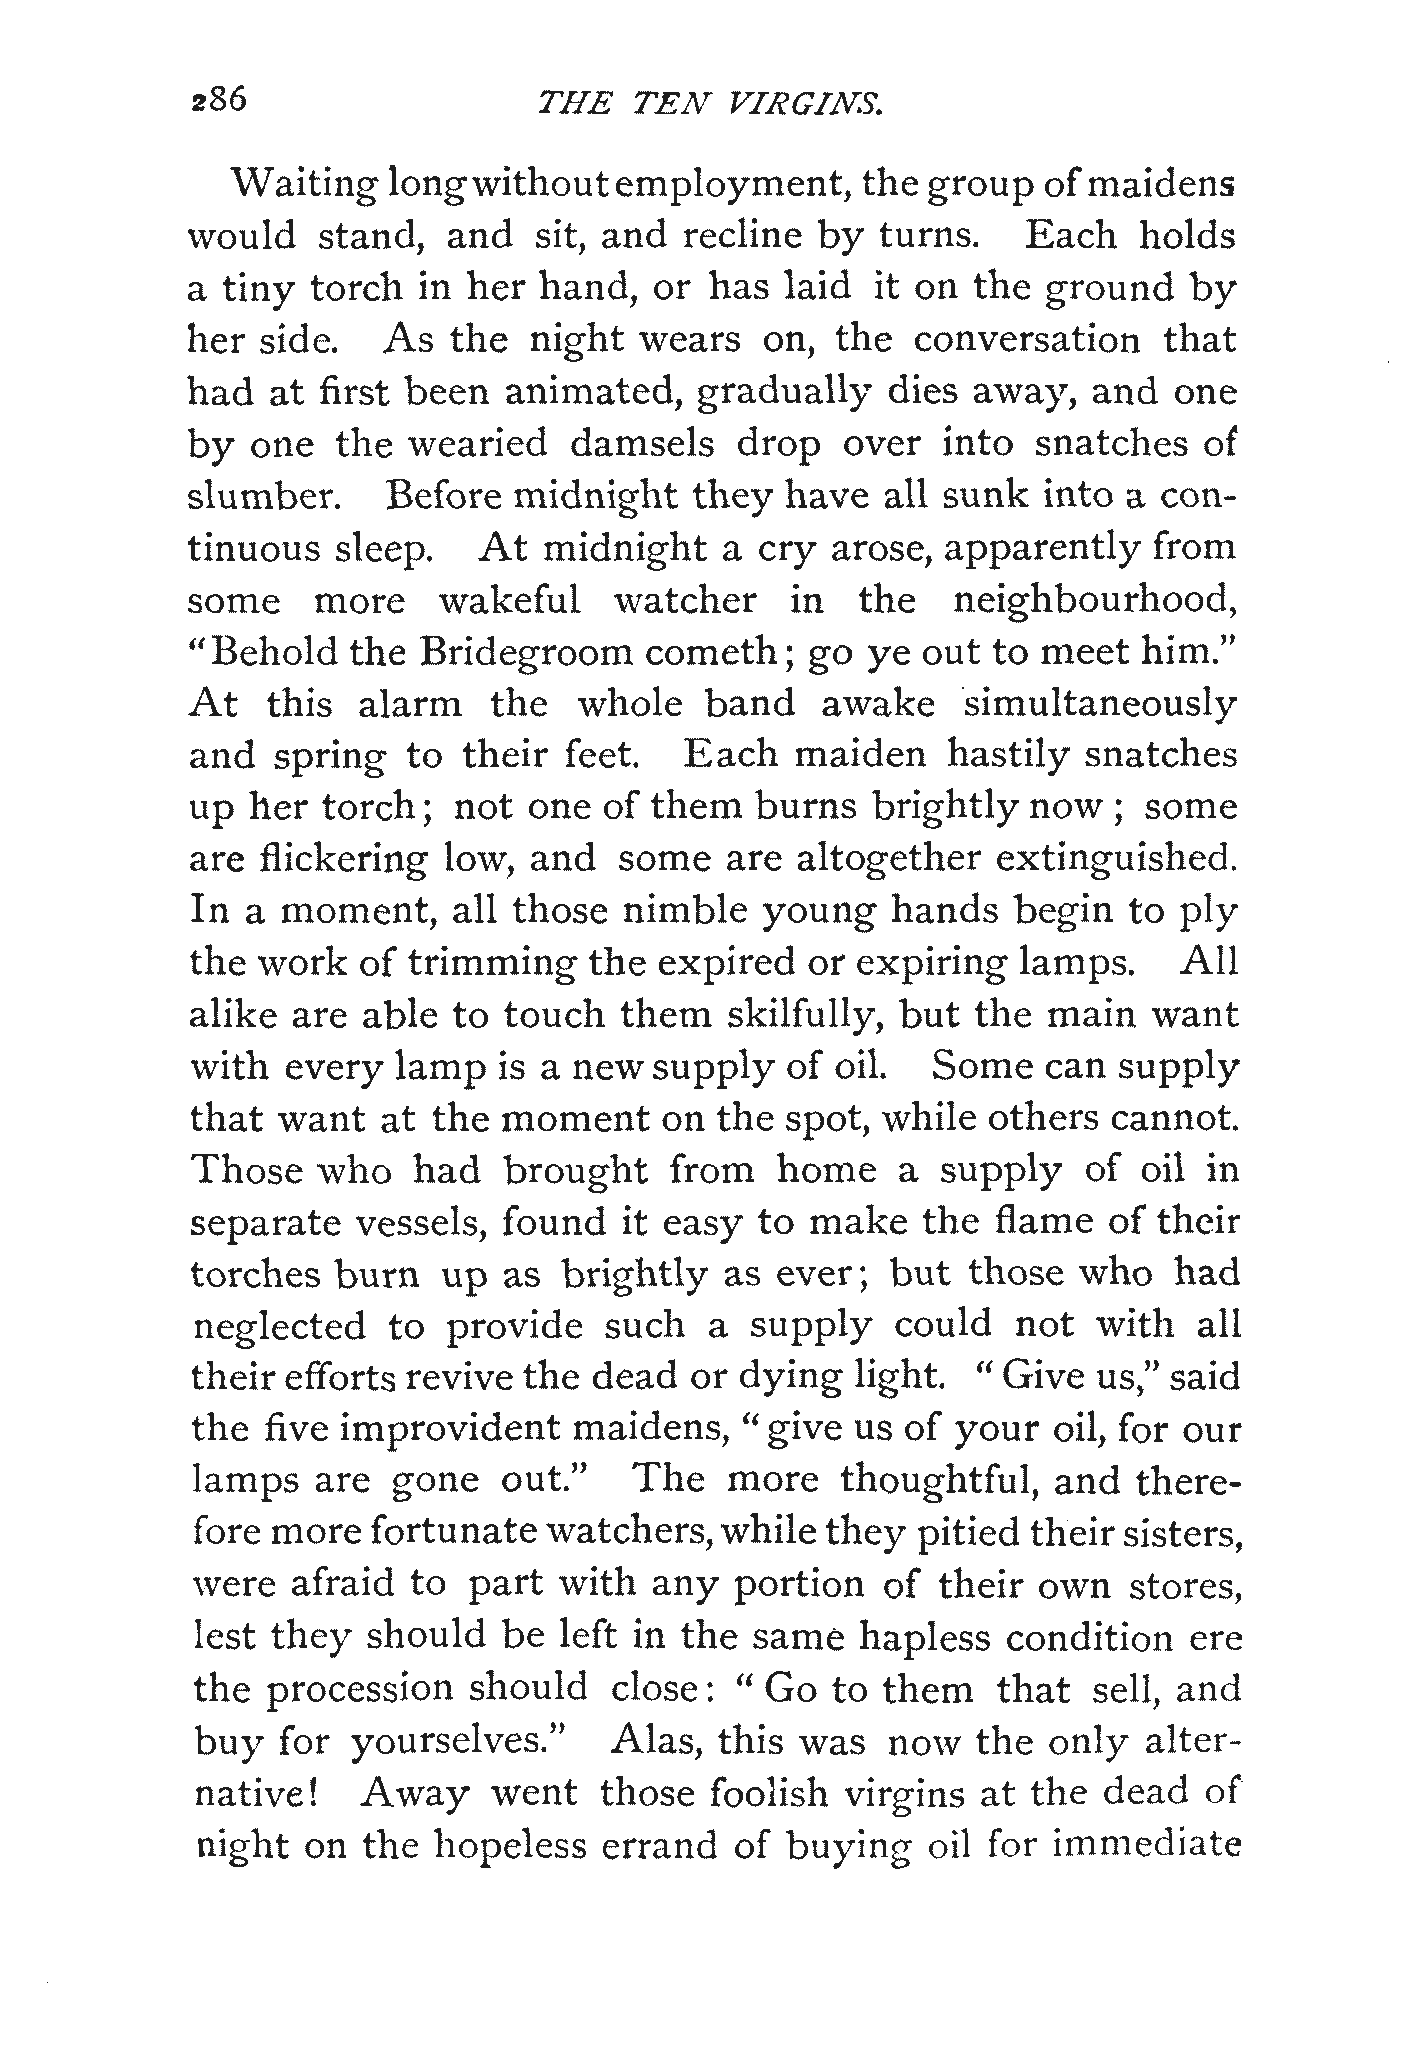 286 THE TEN VIRGINS.
Waiting long without employment, the group of maidens
would stand, and sit, and recline by turns. Each holds
a tiny torch in her hand, or has laid it on the ground by
her side. As the night wears on, the conversation that
had at first been animated, gradually dies away, and one
by one the wearied damsels drop over into snatches of
slumber. Before midnight they have all sunk into a con-
tinuous sleep. At midnight a cry arose, apparently from
some more wakeful watcher in the neighbourhood,
“Behold the Bridegroom cometh; go ye out to meet him.”
At this alarm the whole band awake simultaneously
and spring to their feet. Each maiden hastily snatches
up her torch; not one of them burns brightly now; some
are flickering low, and some are altogether extinguished.
In a moment, all those nimble young hands begin to ply
the work of trimming the expired or expiring lamps. All
alike are able to touch them skilfully, but the main want
with every lamp is a new supply of oil. Some can supply
that want at the moment on the spot, while others cannot.
Those who had brought from home a supply of oil in
separate vessels, found it easy to make the flame of their
torches burn up as brightly as ever; but those who had
neglected to provide such a supply could not with all
their efforts revive the dead or dying light. “Give us,” said
the five improvident maidens, “give us of your oil, for our
lamps are gone out.” The more thoughtful, and there-
fore more fortunate watchers, while they pitied their sisters,
were afraid to part with any portion of their own stores,
lest they should be left in the same hapless condition ere
the procession should close: “Go to them that sell, and
buy for yourselves.” Alas, this was now the only alter-
native! Away went those foolish virgins at the dead of
night on the hopeless errand of buying oil for immediate